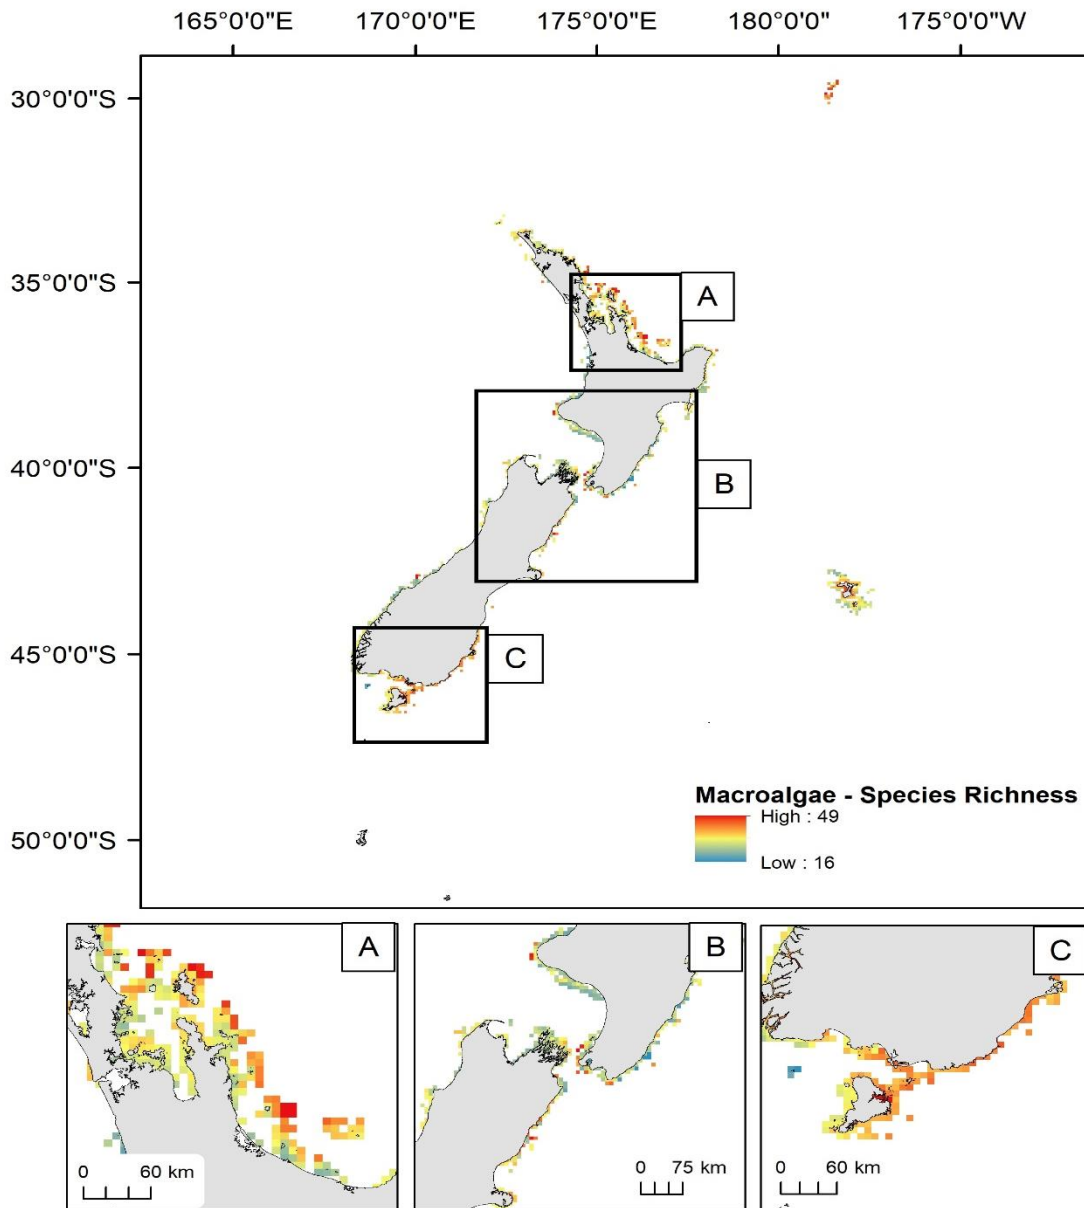 165°0'0"E 170°0'0"E 175°0'0"E 180°0'0" 175°0'0"W
30°0'0"S
35°0'0"S
A
40°0'0"S
B
45°0'0"S
C
Macroalgae - Species Richness
High : 49
Low : 16
50°0'0"S
A B C
0 60 km
0 75 km
0 60 km